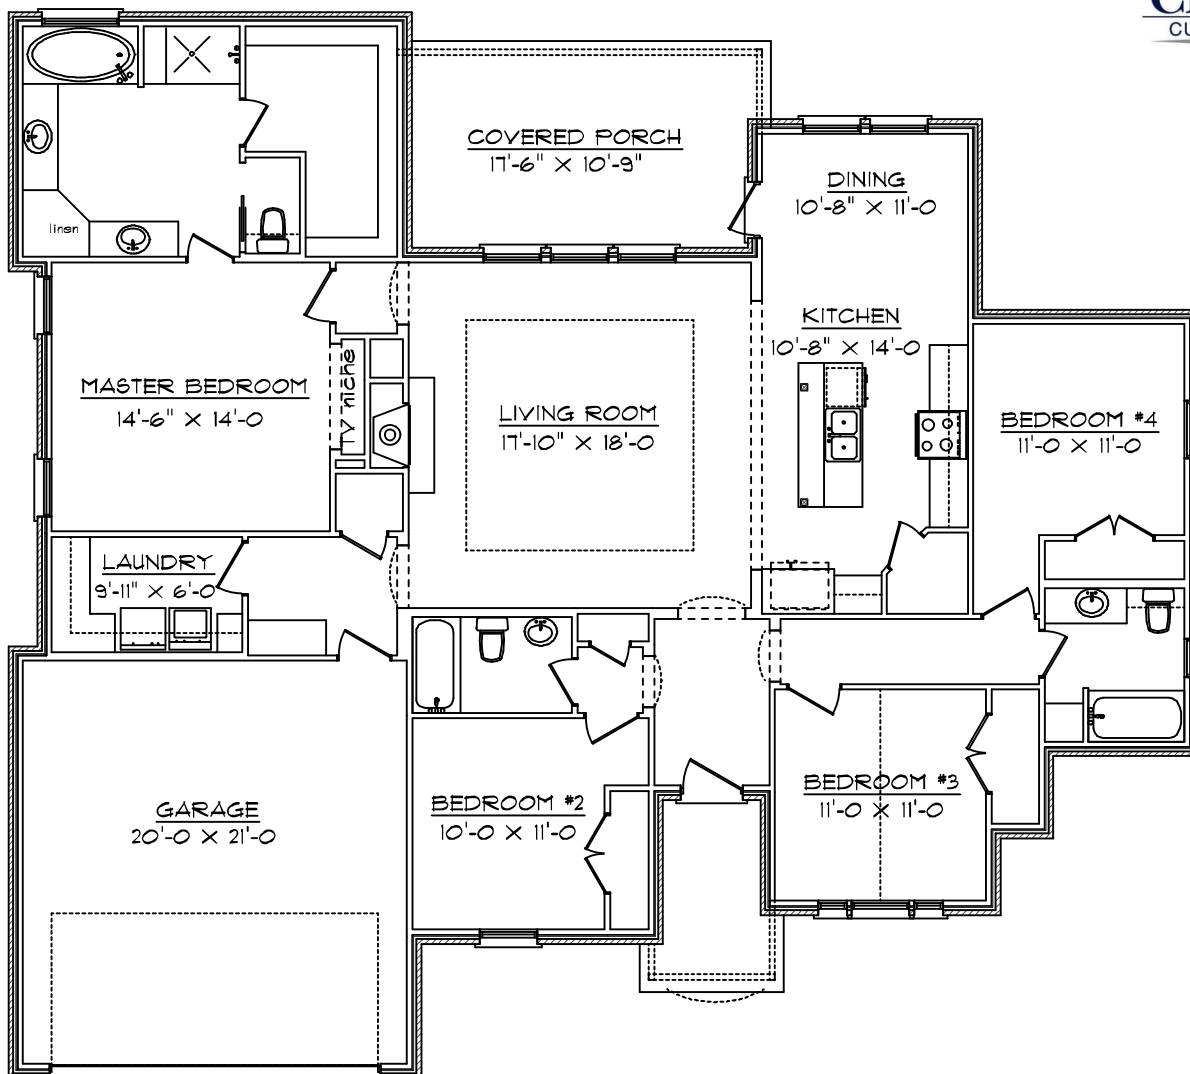 CU
COVERED PORCH
17'-6" X 10'-9"
DINING
10'-8" X 11'-0
linen
KITCHEN
10'-8" X 14'-0
MASTER BEDROOM
14'-6" X 14'-0
TV niche
LIVING ROOM
17'-10" X 18'-0
BEDROOM #4
11'-0 X 11'-0
LAUNDRY
9'-11" X 6'-0
BEDROOM #2
10'-0 X 11'-0
BEDROOM #3
11'-0 X 11'-0
GARAGE
20'-0 X 21'-0